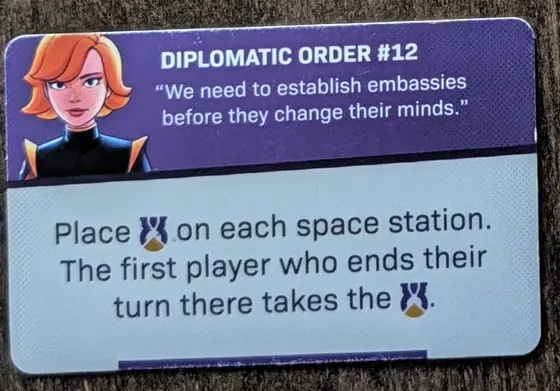 DIPLOMATIC ORDER #12
“We need to establish embassies
before they change their minds.”
Place on each space station.
The first player who ends their
turn there takes the .